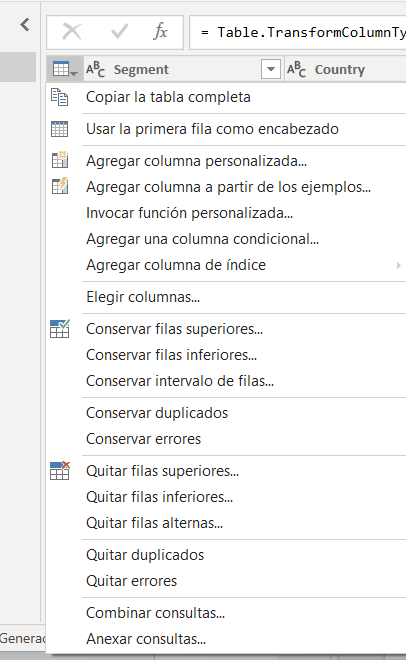 fx
= Table.TransformColumnTy
ABC Segment
ABC Country
Copiar la tabla completa
Usar la primera fila como encabezado
Agregar columna personalizada...
Agregar columna a partir de los ejemplos...
Invocar función personalizada...
Agregar una columna condicional...
Agregar columna de índice
Elegir columnas...
Conservar filas superiores...
Conservar filas inferiores...
Conservar intervalo de filas...
Conservar duplicados
Conservar errores
Quitar filas superiores...
Quitar filas inferiores...
Quitar filas alternas...
Quitar duplicados
Quitar errores
Combinar consultas...
Generac
Anexar consultas...